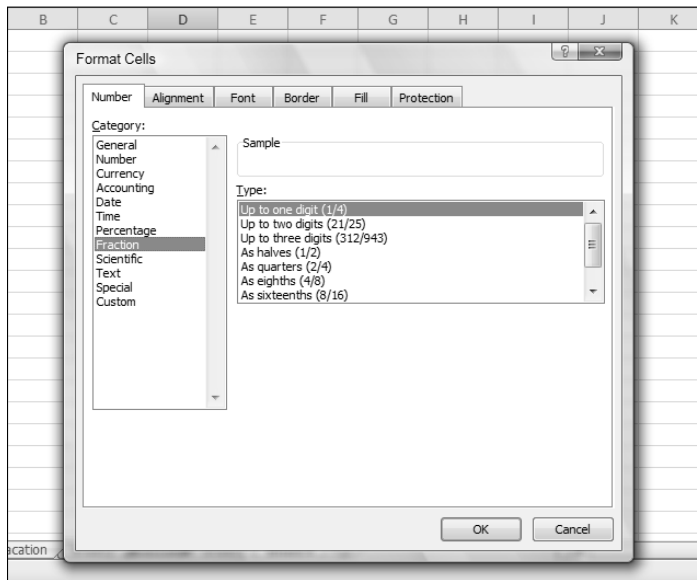 B C D E F G H I J K
Format Cells
Number Alignment Font Border Fill Protection
Category:
General
Number
Currency
Accounting
Date
Time
Percentage
Fraction
Scientific
Text
Special
Custom
Sample
Type:
Up to one digit (1/4)
Up to two digits (21/25)
Up to three digits (312/943)
As halves (1/2)
As quarters (2/4)
As eighths (4/8)
As sixteenths (8/16)
OK Cancel
acation